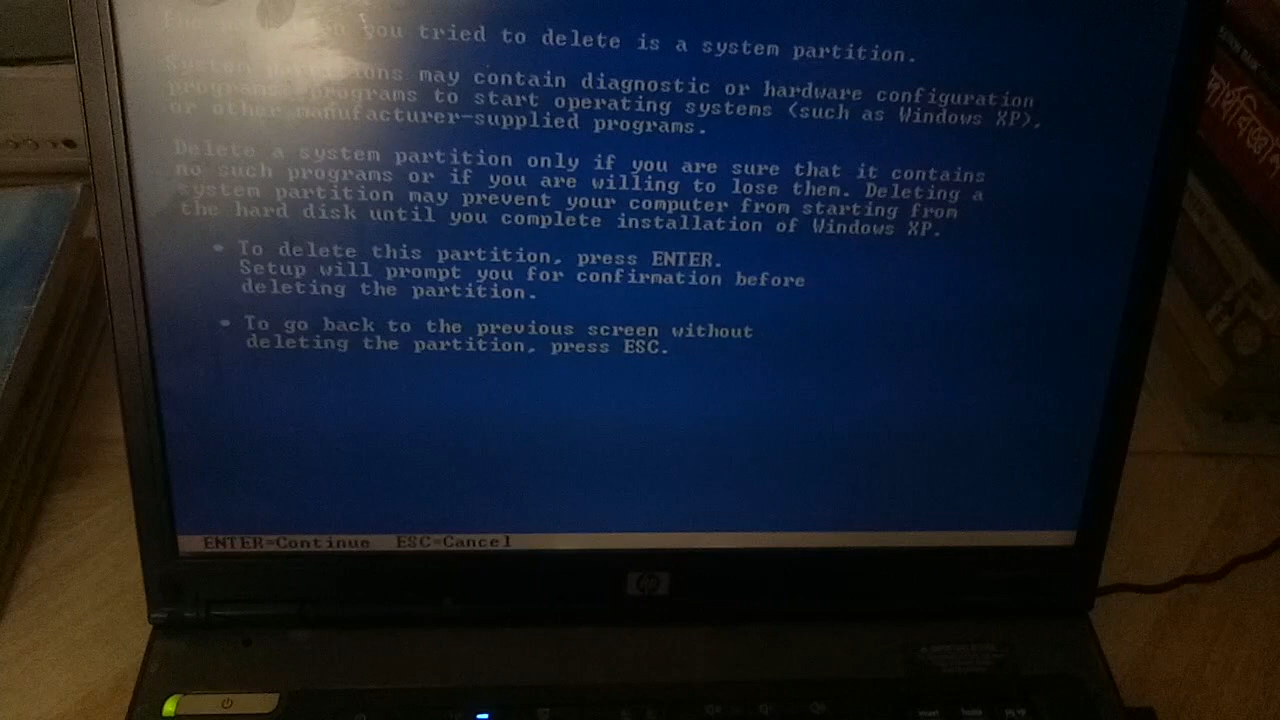 you tried to delete is a system partition.
System partitions may contain diagnostic or hardware configuration
programs, programs to start operating systems (such as Windows XP),
or other manufacturer-supplied programs.
Delete a system partition only if you are sure that it contains
no such programs or if you are willing to lose them. Deleting a
system partition may prevent your computer from starting from
the hard disk until you complete installation of Windows XP.
• To delete this partition, press ENTER.
Setup will prompt you for confirmation before
deleting the partition.
• To go back to the previous screen without
deleting the partition, press ESC.
ENTER=Continue ESC=Cancel
hp